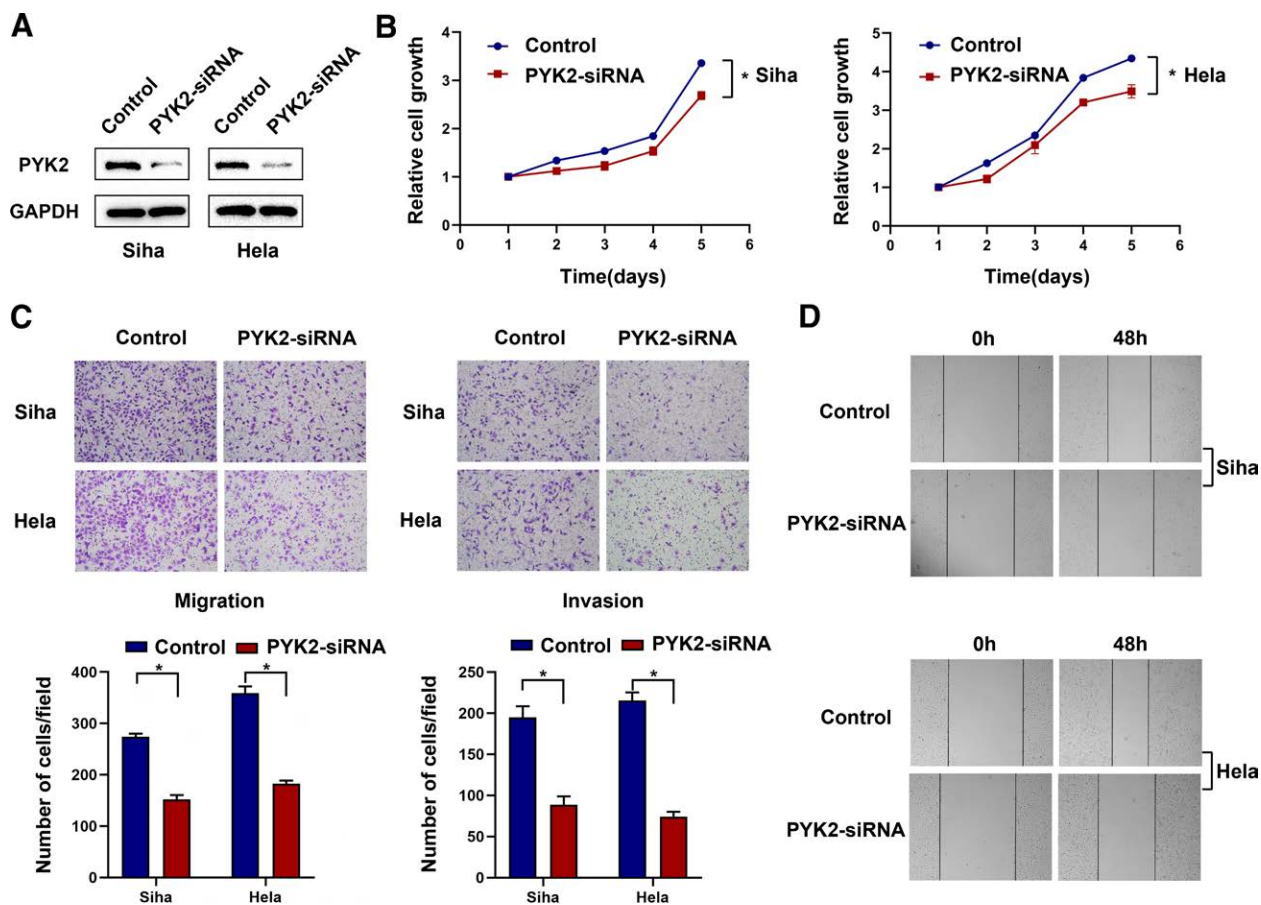 A
Control
PYK2-siRNA
Control
PYK2-siRNA
PYK2
GAPDH
Siha
Hela
B
Relative cell growth
4
3
2
1
0
0 1 2 3 4 5 6
Time(days)
Control
PYK2-siRNA
* Siha
Relative cell growth
5
4
3
2
1
0
0 1 2 3 4 5 6
Time(days)
Control
PYK2-siRNA
* Hela
C
Control PYK2-siRNA
Siha
Hela
Migration
Control PYK2-siRNA
Siha
Hela
Invasion
Control PYK2-siRNA
Number of cells/field
400
300
200
100
0
* *
Siha Hela
Control PYK2-siRNA
Number of cells/field
250
200
150
100
50
0
* *
Siha Hela
D
0h 48h
Control
PYK2-siRNA
Siha
0h 48h
Control
PYK2-siRNA
Hela